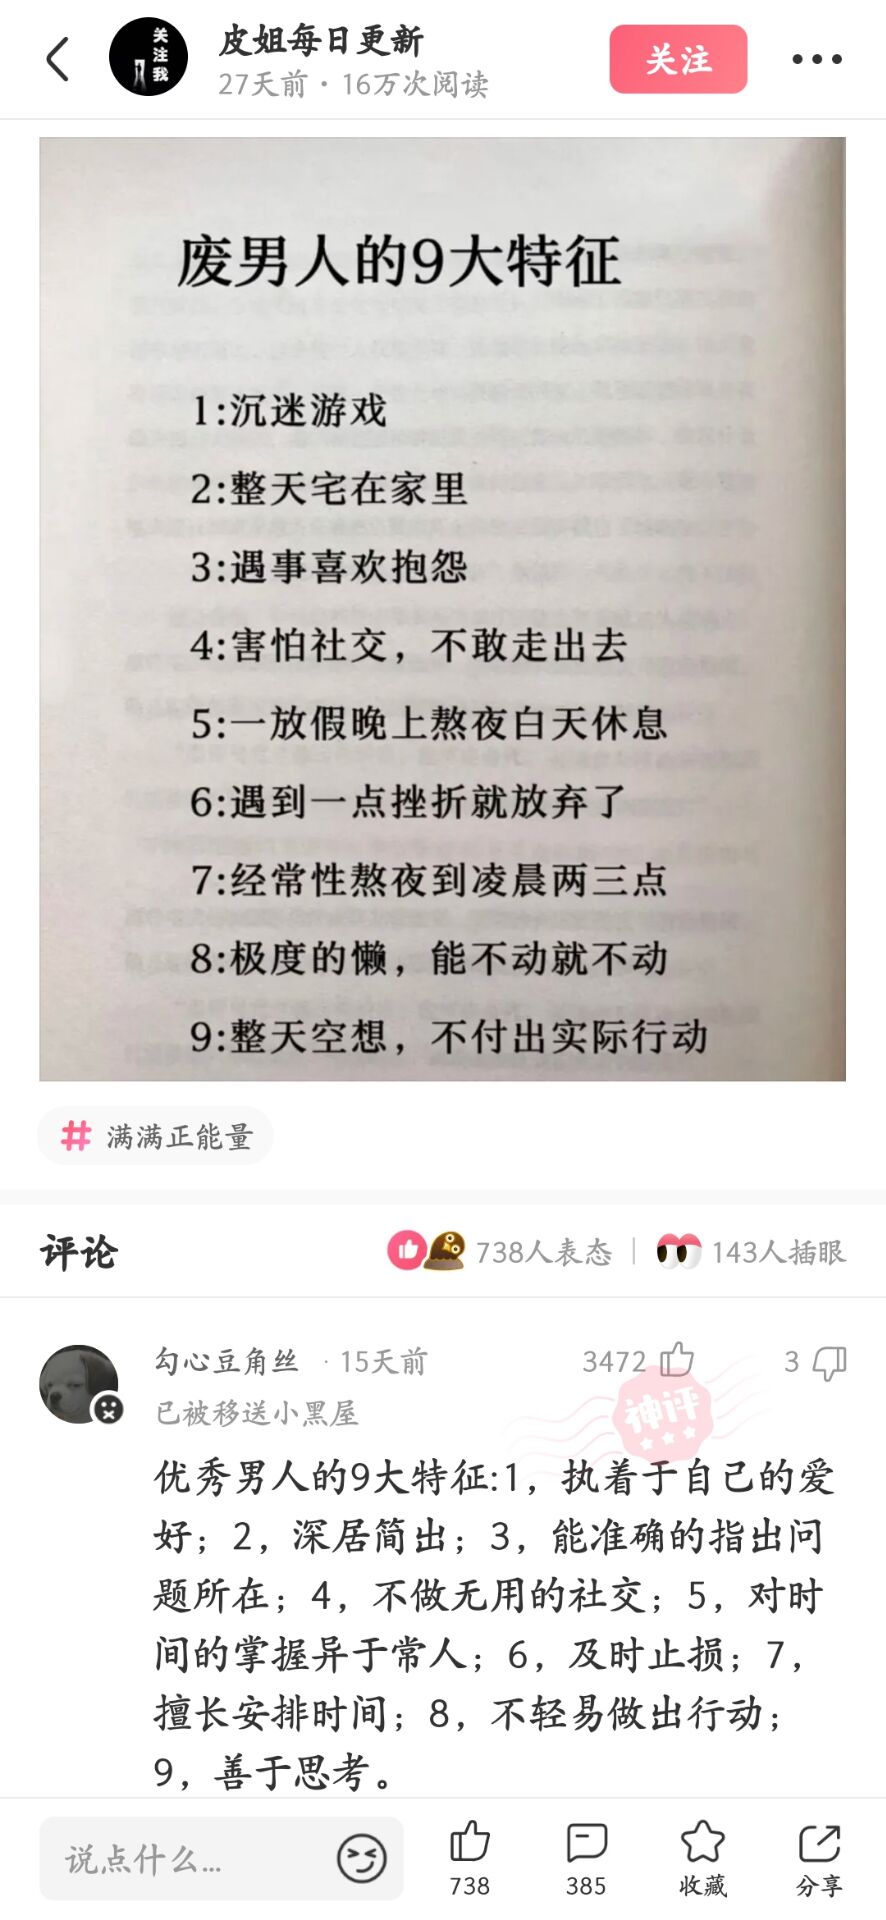 关注我
皮姐每日更新
27天前·16万次阅读
关注
废男人的9大特征
1:沉迷游戏
2:整天宅在家里
3:遇事喜欢抱怨
4:害怕社交，不敢走出去
5:一放假晚上熬夜白天休息
6:遇到一点挫折就放弃了
7:经常性熬夜到凌晨两三点
8:极度的懒，能不动就不动
9:整天空想，不付出实际行动
# 满满正能量
评论
738人表态
143人插眼
勾心豆角丝 · 15天前
3472
3
已被移送小黑屋
神评
优秀男人的9大特征:1，执着于自己的爱
好；2，深居简出；3，能准确的指出问
题所在；4，不做无用的社交；5，对时
间的掌握异于常人；6，及时止损；7，
擅长安排时间；8，不轻易做出行动；
9，善于思考。
说点什么...
738
385
收藏
分享